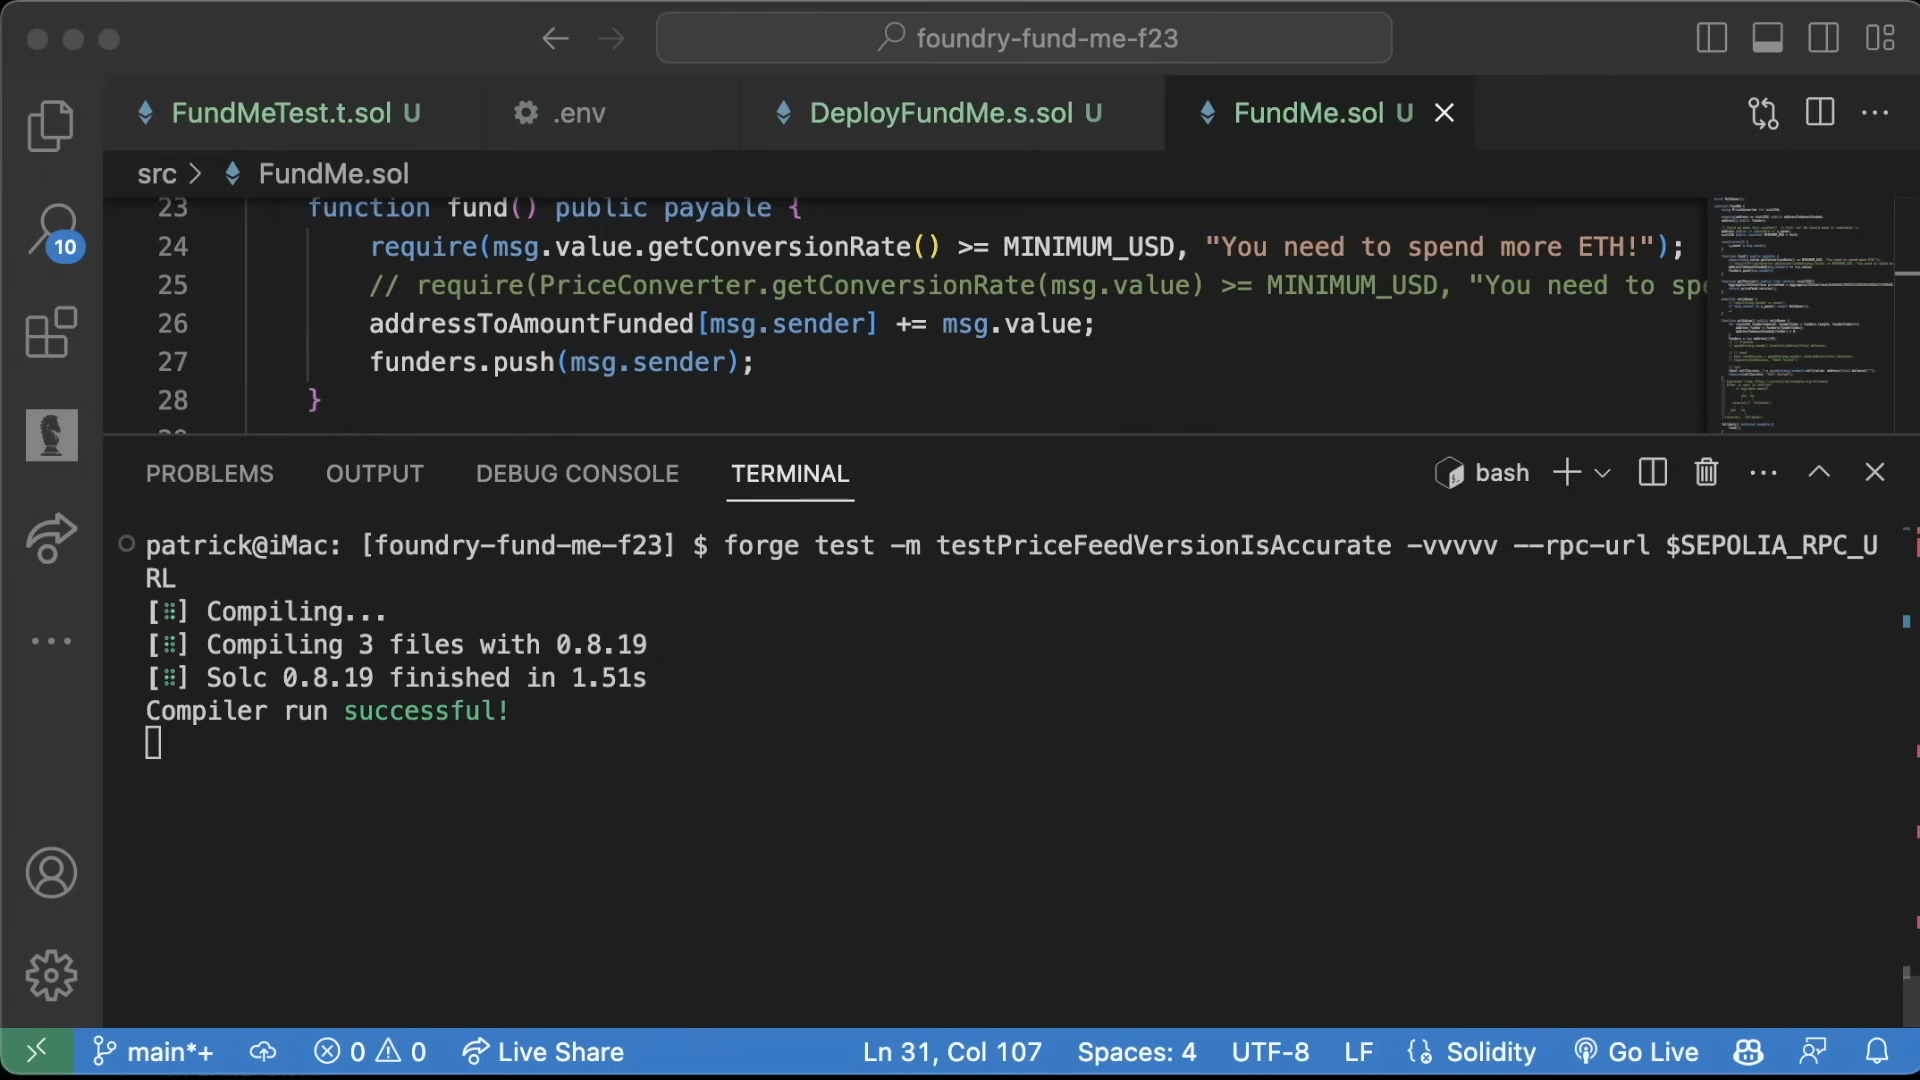 foundry-fund-me-f23
FundMeTest.t.sol U
.env
DeployFundMe.s.sol U
FundMe.sol U
src > FundMe.sol
23 function fund() public payable {
24 require(msg.value.getConversionRate() >= MINIMUM_USD, "You need to spend more ETH!");
25 // require(PriceConverter.getConversionRate(msg.value) >= MINIMUM_USD, "You need to spe
26 addressToAmountFunded[msg.sender] += msg.value;
27 funders.push(msg.sender);
28 }
10
PROBLEMS OUTPUT DEBUG CONSOLE TERMINAL
bash
patrick@iMac: [foundry-fund-me-f23] $ forge test -m testPriceFeedVersionIsAccurate -vvvvv --rpc-url $SEPOLIA_RPC_U
RL
[⠿] Compiling...
[⠿] Compiling 3 files with 0.8.19
[⠿] Solc 0.8.19 finished in 1.51s
Compiler run successful!
main*+ 0 0 Live Share Ln 31, Col 107 Spaces: 4 UTF-8 LF {} Solidity Go Live